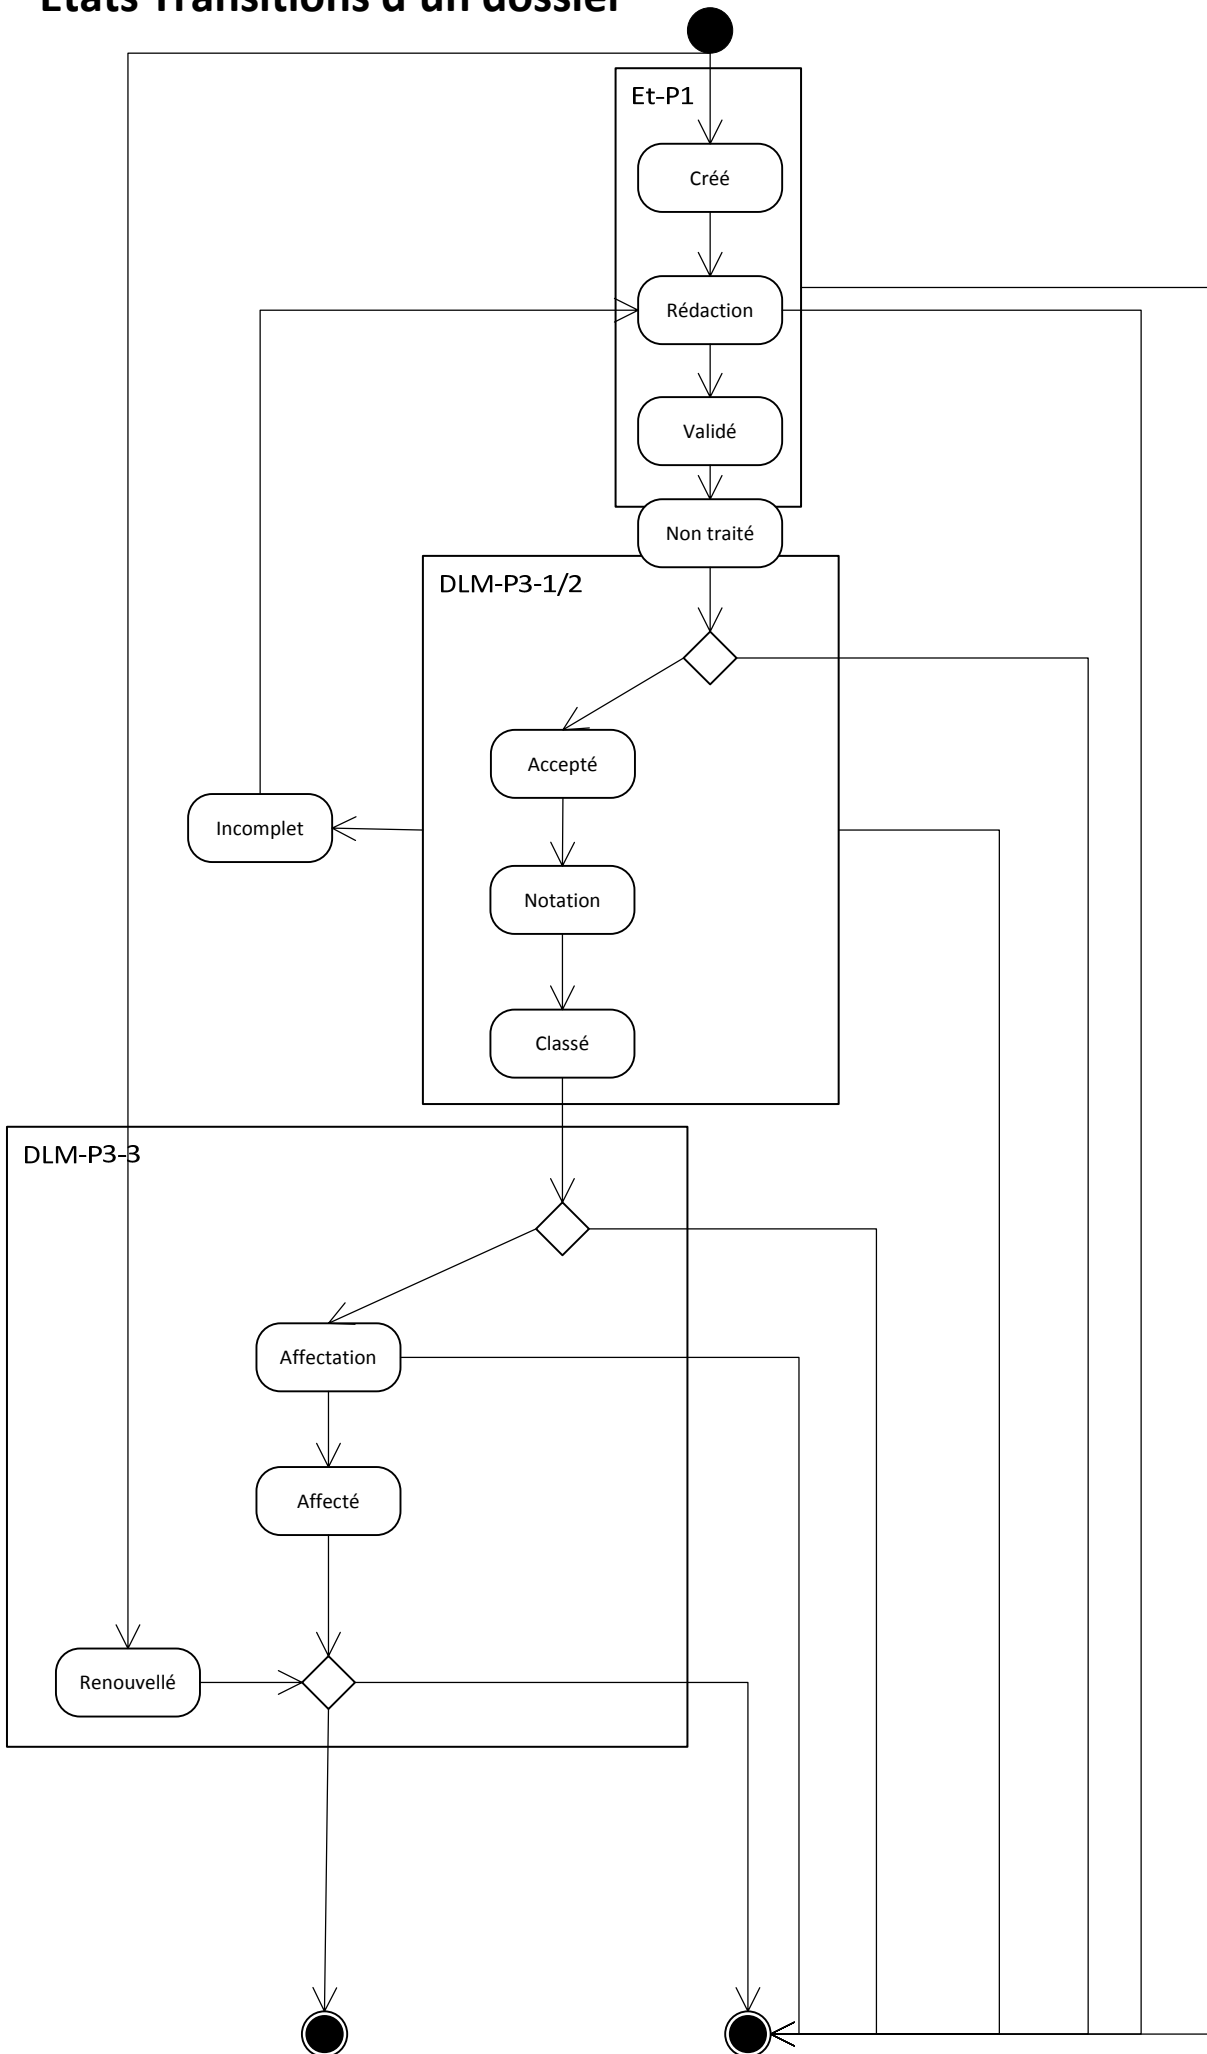 Etats Transitions d'un dossier
Et-P1
Créé
Rédaction
Validé
Non traité
DLM-P3-1/2
Accepté
Incomplet
Notation
Classé
DLM-P3-3
Affectation
Affecté
Renouvellé